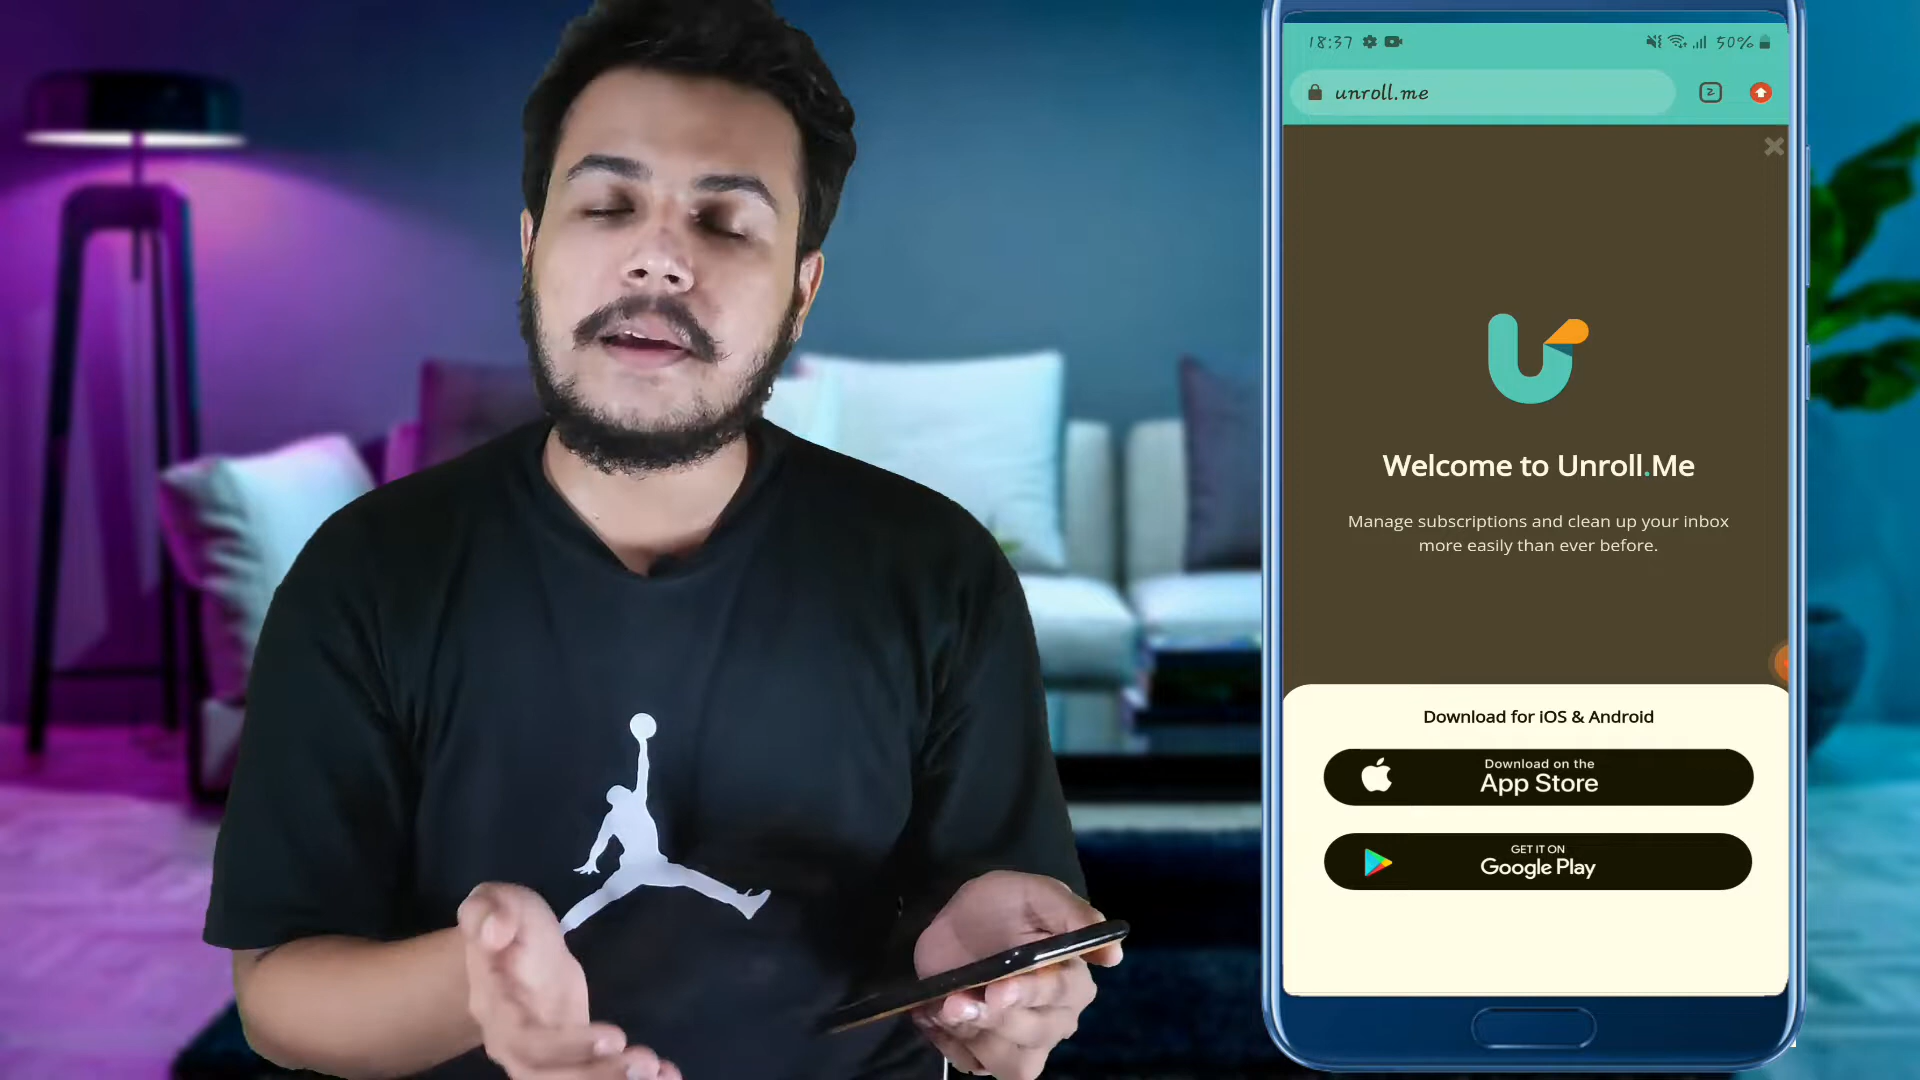 18:37
50%
unroll.me
2
Welcome to Unroll.Me
Manage subscriptions and clean up your inbox
more easily than ever before.
Download for iOS & Android
Download on the
App Store
GET IT ON
Google Play